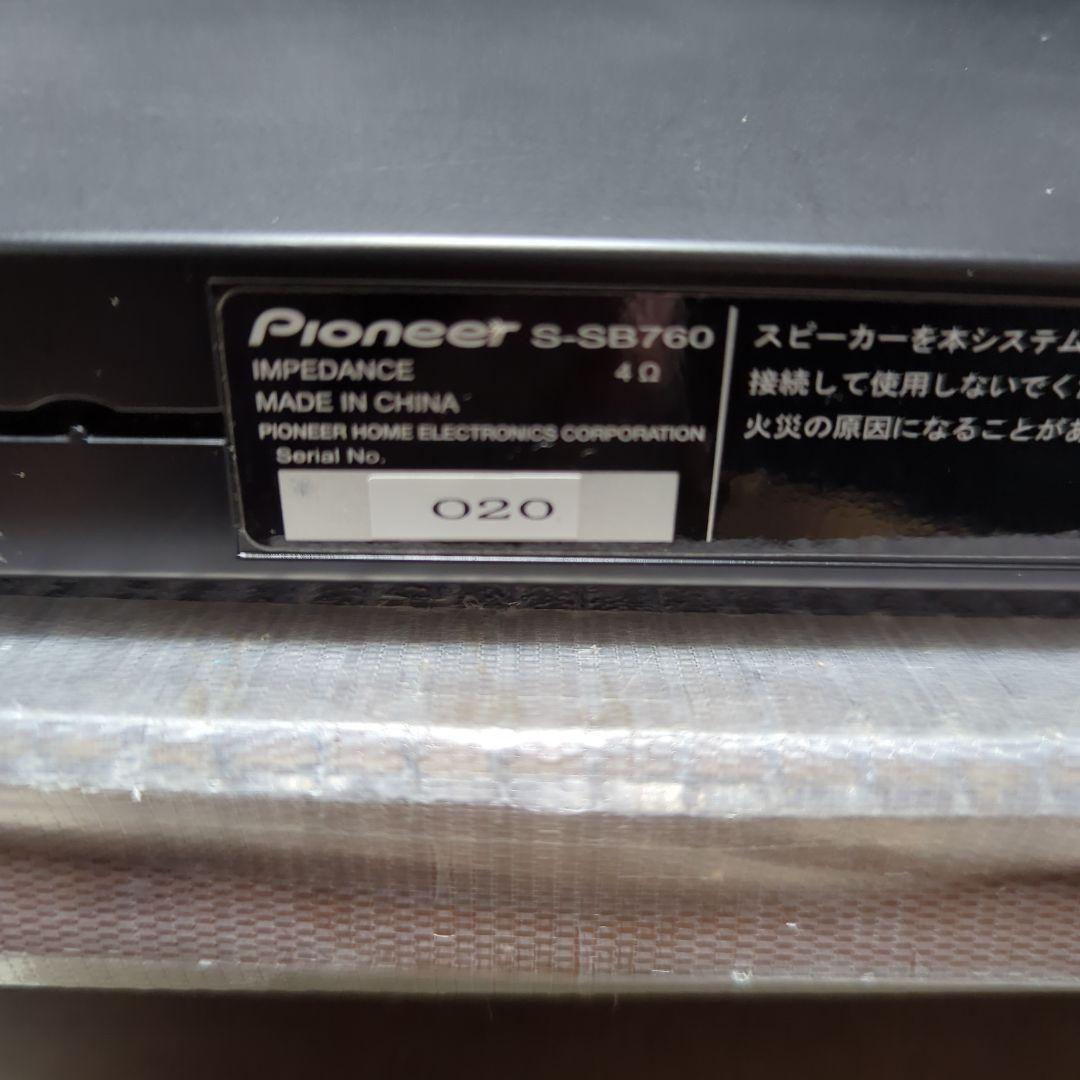 Pioneer S-SB760
IMPEDANCE 4Ω
MADE IN CHINA
PIONEER HOME ELECTRONICS CORPORATION
Serial No.
020
スピーカーを本システム
接続して使用しないでく
火災の原因になることが